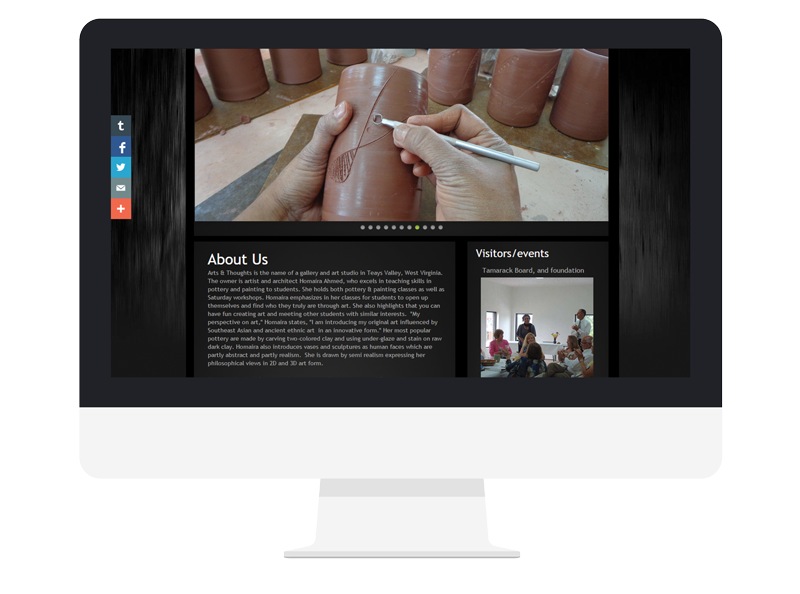 About Us
Arts & Thoughts is the name of a gallery and art studio in Teays Valley, West Virginia.
The owner is artist and architect Homaira Ahmed, who excels in teaching skills in
pottery and painting to students. She holds both pottery & painting classes as well as
Saturday workshops. Homaira emphasizes in her classes for students to open up
themselves and find who they truly are through art. She also highlights that you can
have fun creating art and meeting other students with similar interests. "My
perspective on art," Homaira states, "I am introducing my original art influenced by
Southeast Asian and ancient ethnic art in an innovative form." Her most popular
pottery are made by carving two-colored clay and using under-glaze and stain on raw
dark clay. Homaira also introduces vases and sculptures as human faces which are
partly abstract and partly realism. She is drawn by semi realism expressing her
philosophical views in 2D and 3D art form.
Visitors/events
Tamarack Board, and foundation